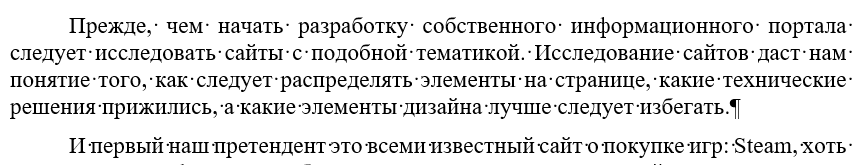 Прежде, чем начать разработку собственного информационного портала
следует исследовать сайты с подобной тематикой. Исследование сайтов даст нам
понятие того, как следует распределять элементы на странице, какие технические
решения прижились, а какие элементы дизайна лучше следует избегать.¶
И первый наш претендент это всеми известный сайт о покупке игр: Steam, хоть